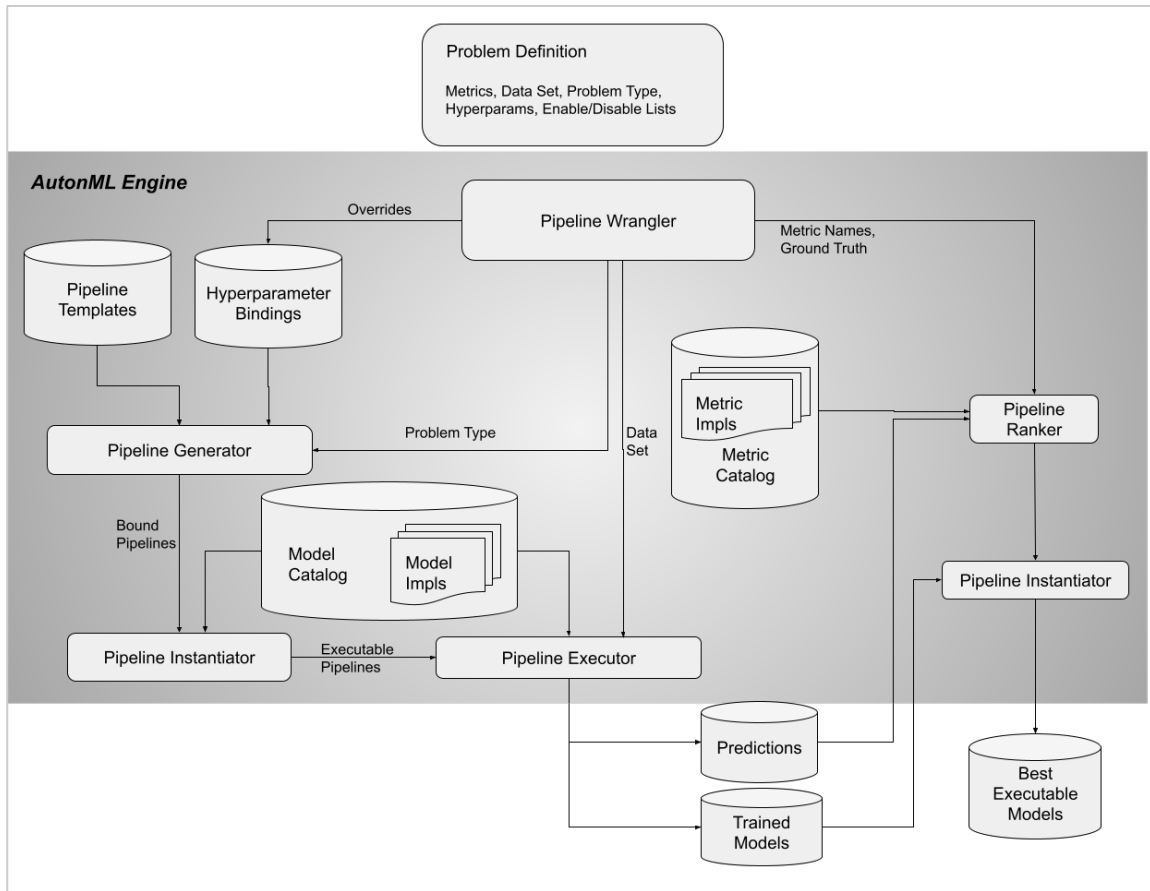 Problem Definition
Metrics, Data Set, Problem Type,
Hyperparams, Enable/Disable Lists
AutonML Engine
Overrides
Pipeline Wrangler
Metric Names,
Ground Truth
Pipeline
Templates
Hyperparameter
Bindings
Metric
Impls
Metric
Catalog
Pipeline
Ranker
Pipeline Generator
Problem Type
Data
Set
Bound
Pipelines
Model
Catalog
Model
Impls
Pipeline Instantiator
Pipeline Instantiator
Executable
Pipelines
Pipeline Executor
Predictions
Trained
Models
Best
Executable
Models